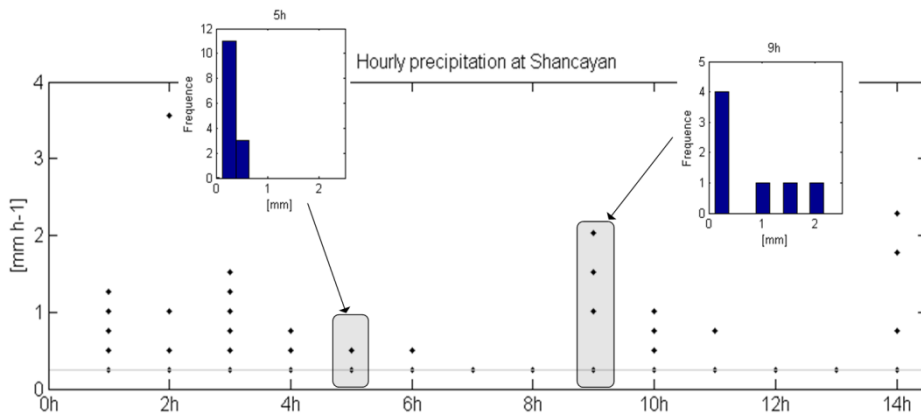 5h
12
10
8
6
4
2
0
Frequence
0 1 2
[mm]
Hourly precipitation at Shancayan
9h
5
4
3
2
1
0
Frequence
0 1 2
[mm]
4
3
2
1
0
[mm h-1]
0h 2h 4h 6h 8h 10h 12h 14h